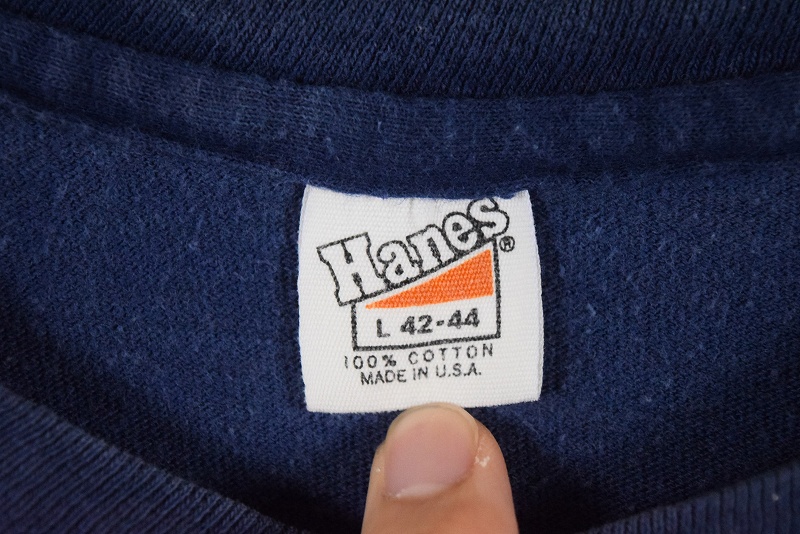 Hanes®
L 42-44
100% COTTON
MADE IN U.S.A.